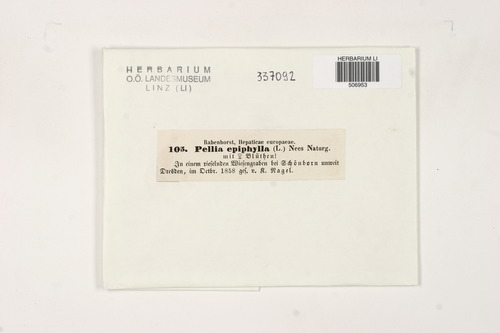 HERBARIUM
O.Ö. LANDESMUSEUM
LINZ (LI)
337092
HERBARIUM LI
506953
Rabenhorst, Hepaticae europaeae.
105. Pellia epiphylla (L.) Nees Naturg.
mit ♀ Blüthen!
In einem rieselnden Wiesengraben bei Schönborn unweit
Dresden, im Octbr. 1858 ges. v. K. Nagel.